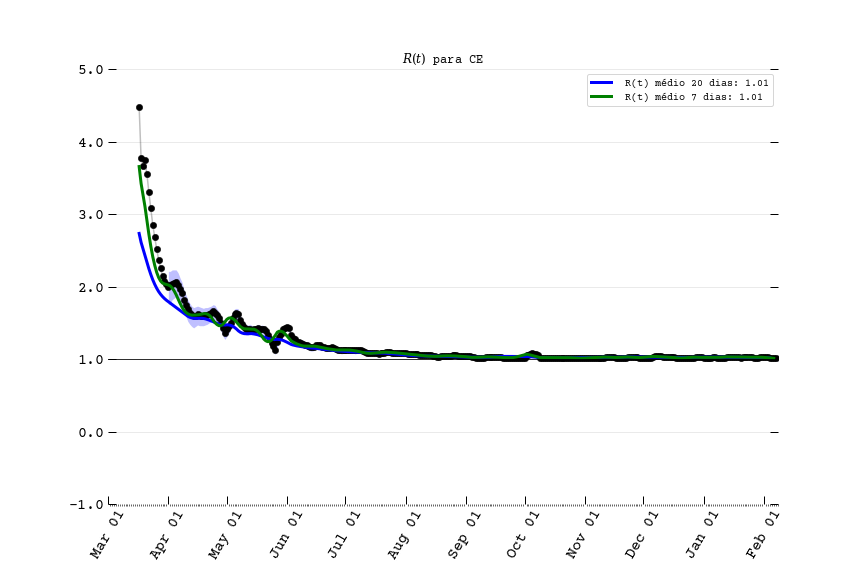 R(t) para CE
R(t) médio 20 dias: 1.01
R(t) médio 7 dias: 1.01
5.0
4.0
3.0
2.0
1.0
0.0
-1.0
Mar 01
Apr 01
May 01
Jun 01
Jul 01
Aug 01
Sep 01
Oct 01
Nov 01
Dec 01
Jan 01
Feb 01